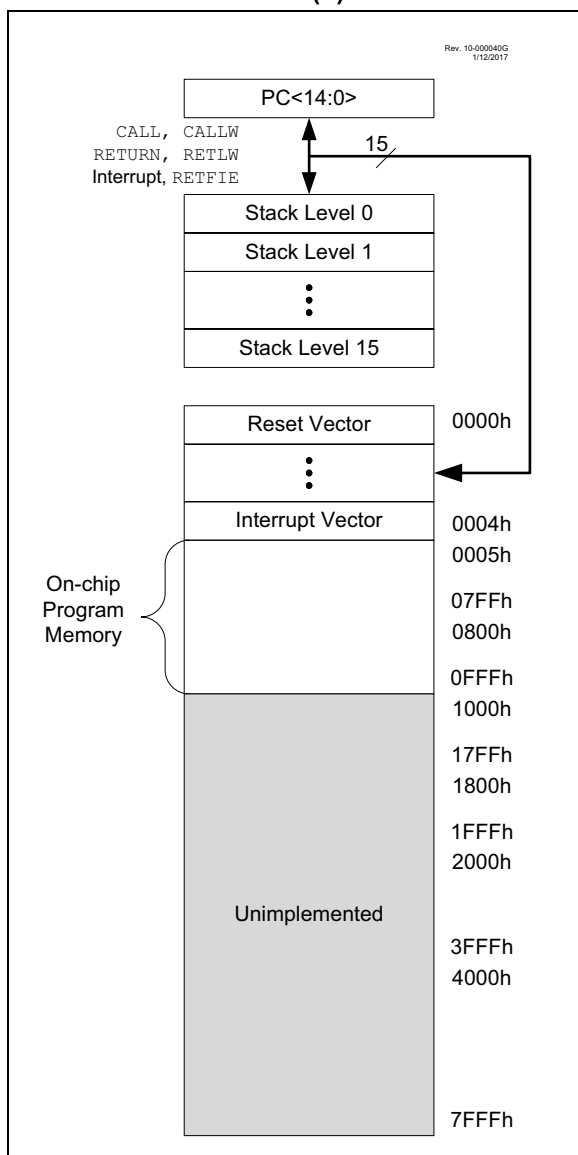 (4)
Rev. 10-000040G
1/12/2017
PC<14:0>
CALL, CALLW
RETURN, RETLW
Interrupt, RETFIE
15
Stack Level 0
Stack Level 1
Stack Level 15
Reset Vector
0000h
Interrupt Vector
0004h
0005h
On-chip
Program
Memory
07FFh
0800h
0FFFh
1000h
17FFh
1800h
1FFFh
2000h
Unimplemented
3FFFh
4000h
7FFFh